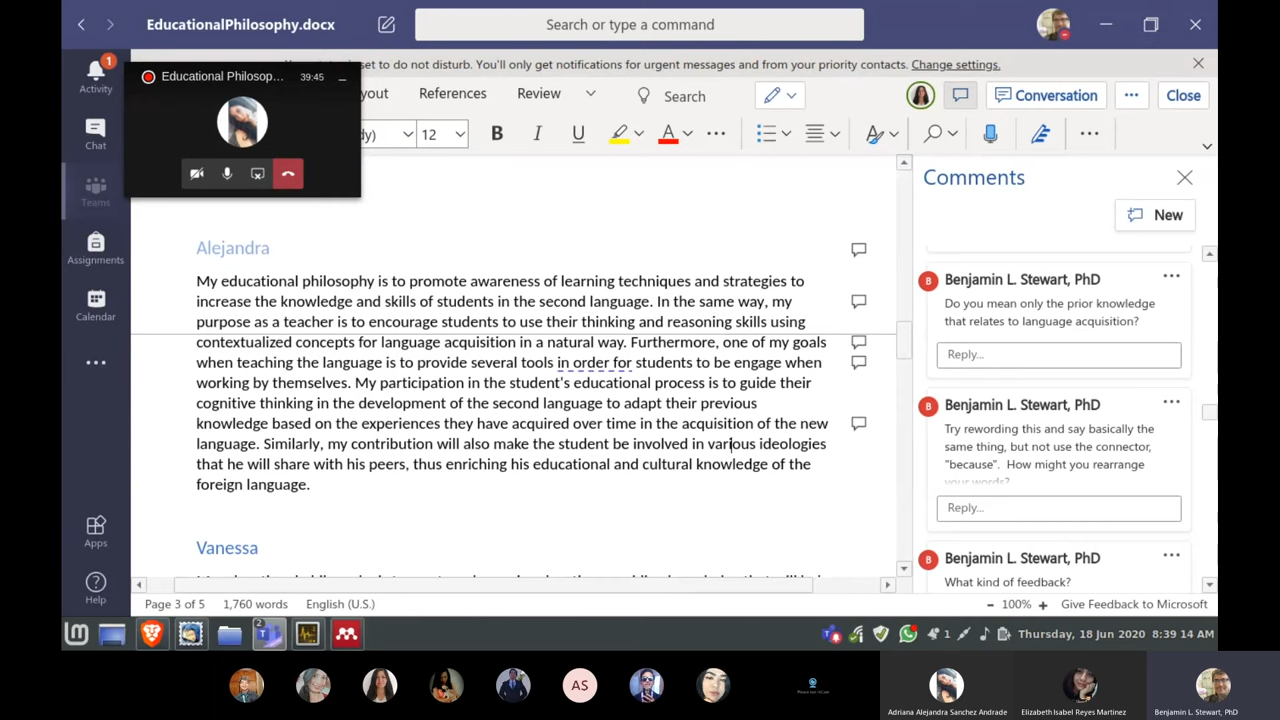 EducationalPhilosophy.docx
Search or type a command
set to do not disturb. You'll only get notifications for urgent messages and from your priority contacts. Change settings.
1
Activity
Chat
Teams
Assignments
Calendar
Apps
Help
Educational Philosop... 39:45
References Review Search
Conversation Close
12 B I U A
Alejandra
My educational philosophy is to promote awareness of learning techniques and strategies to
increase the knowledge and skills of students in the second language. In the same way, my
purpose as a teacher is to encourage students to use their thinking and reasoning skills using
contextualized concepts for language acquisition in a natural way. Furthermore, one of my goals
when teaching the language is to provide several tools in order for students to be engage when
working by themselves. My participation in the student's educational process is to guide their
cognitive thinking in the development of the second language to adapt their previous
knowledge based on the experiences they have acquired over time in the acquisition of the new
language. Similarly, my contribution will also make the student be involved in various ideologies
that he will share with his peers, thus enriching his educational and cultural knowledge of the
foreign language.
Vanessa
Comments
New
B Benjamin L. Stewart, PhD
Do you mean only the prior knowledge
that relates to language acquisition?
Reply...
B Benjamin L. Stewart, PhD
Try rewording this and say basically the
same thing, but not use the connector,
"because". How might you rearrange
your words?
Reply...
B Benjamin L. Stewart, PhD
What kind of feedback?
Page 3 of 5 1,760 words English (U.S.)
100% Give Feedback to Microsoft
2
1 Thursday, 18 Jun 2020 8:39:14 AM
AS
Adriana Alejandra Sanchez Andrade
Elizabeth Isabel Reyes Martinez
Benjamin L. Stewart, PhD